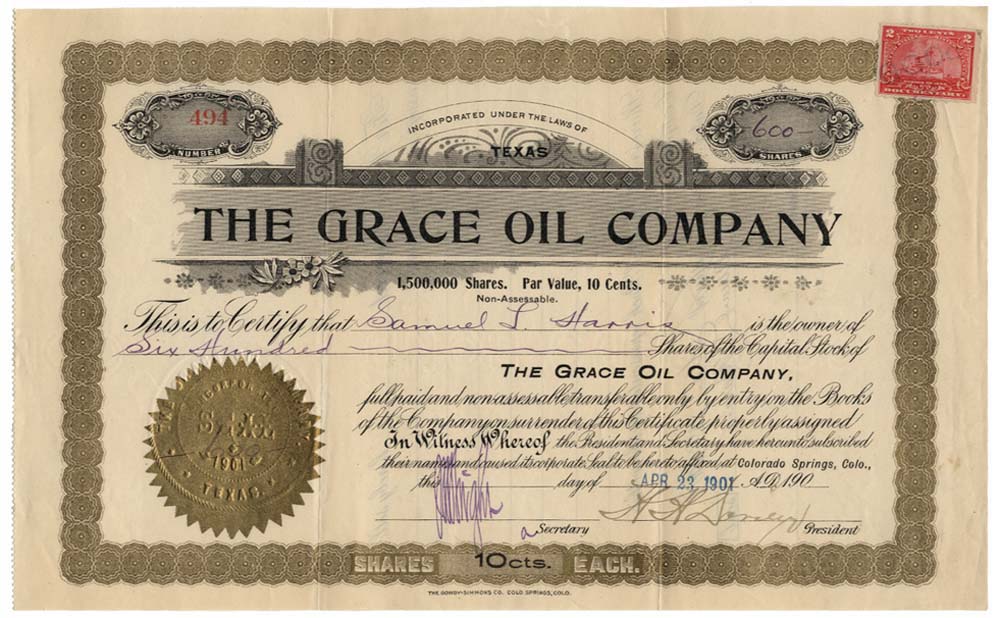 2 TWO CENTS 2
DOCUMENTARY
494
NUMBER
INCORPORATED UNDER THE LAWS OF
TEXAS
600
SHARES
THE GRACE OIL COMPANY
1,500,000 Shares. Par Value, 10 Cents.
Non-Assessable.
This is to Certify that Samuel L. Harris is the owner of
Six Hundred Shares of the Capital Stock of
THE GRACE OIL COMPANY,
full paid and non-assessable transferable only by entry on the Books
of the Company on surrender of this Certificate properly assigned
In Witness Whereof the President and Secretary have hereunto subscribed
their names and caused its corporate Seal to be hereto affixed at Colorado Springs, Colo.,
this day of APR 23 1901 A.D. 190
Secretary
President
SEAL
1901
TEXAS
SHARES 10cts. EACH.
THE GOWDY-SIMMONS CO. COLO. SPRINGS, COLO.